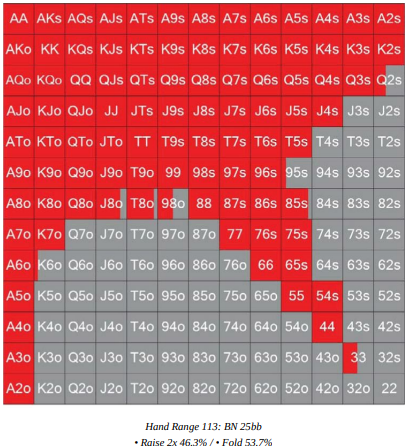 AA AKs AQs AJs ATs A9s A8s A7s A6s A5s A4s A3s A2s
AKo KK KQs KJs KTs K9s K8s K7s K6s K5s K4s K3s K2s
AQo KQo QQ QJs QTs Q9s Q8s Q7s Q6s Q5s Q4s Q3s Q2s
AJo KJo QJo JJ JTs J9s J8s J7s J6s J5s J4s J3s J2s
ATo KTo QTo JTo TT T9s T8s T7s T6s T5s T4s T3s T2s
A9o K9o Q9o J9o T9o 99 98s 97s 96s 95s 94s 93s 92s
A8o K8o Q8o J8o T8o 98o 88 87s 86s 85s 84s 83s 82s
A7o K7o Q7o J7o T7o 97o 87o 77 76s 75s 74s 73s 72s
A6o K6o Q6o J6o T6o 96o 86o 76o 66 65s 64s 63s 62s
A5o K5o Q5o J5o T5o 95o 85o 75o 65o 55 54s 53s 52s
A4o K4o Q4o J4o T4o 94o 84o 74o 64o 54o 44 43s 42s
A3o K3o Q3o J3o T3o 93o 83o 73o 63o 53o 43o 33 32s
A2o K2o Q2o J2o T2o 92o 82o 72o 62o 52o 42o 32o 22
Hand Range 113: BN 25bb
• Raise 2x 46.3% / • Fold 53.7%